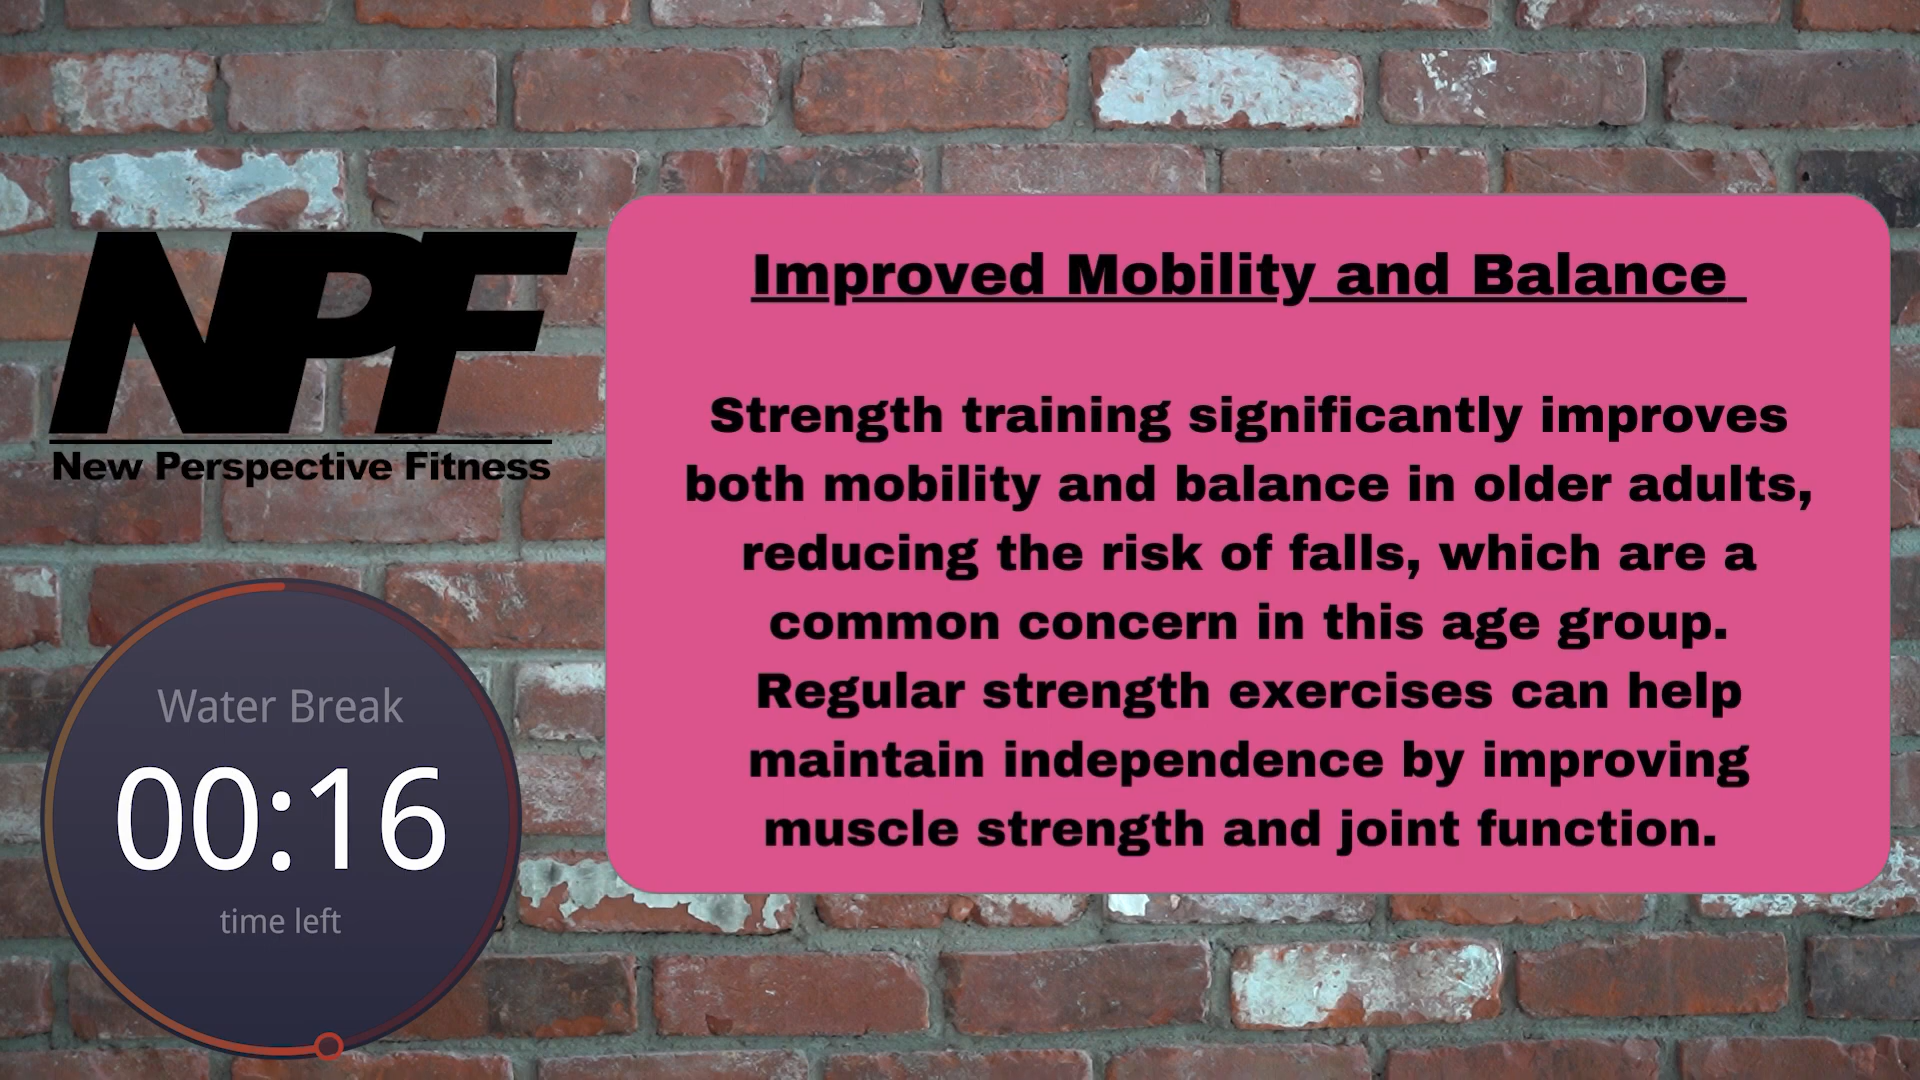 NPF
New Perspective Fitness
Water Break
00:16
time left
Improved Mobility and Balance
Strength training significantly improves
both mobility and balance in older adults,
reducing the risk of falls, which are a
common concern in this age group.
Regular strength exercises can help
maintain independence by improving
muscle strength and joint function.